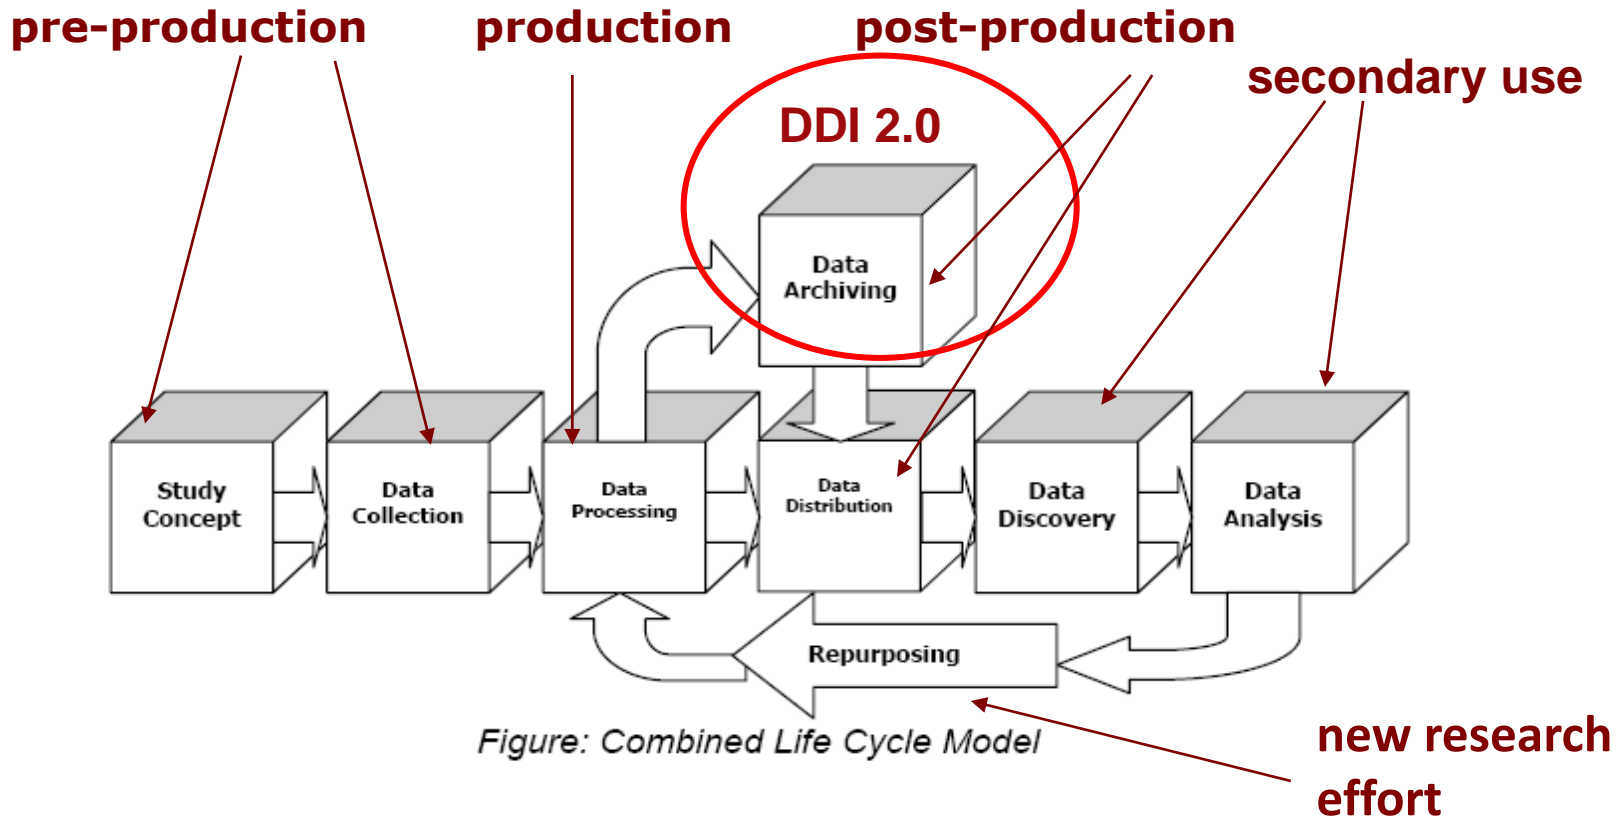 pre-production
production
post-production
secondary use
DDI 2.0
Data
Archiving
Study
Concept
Data
Collection
Data
Processing
Data
Distribution
Data
Discovery
Data
Analysis
Repurposing
Figure: Combined Life Cycle Model
new research
effort